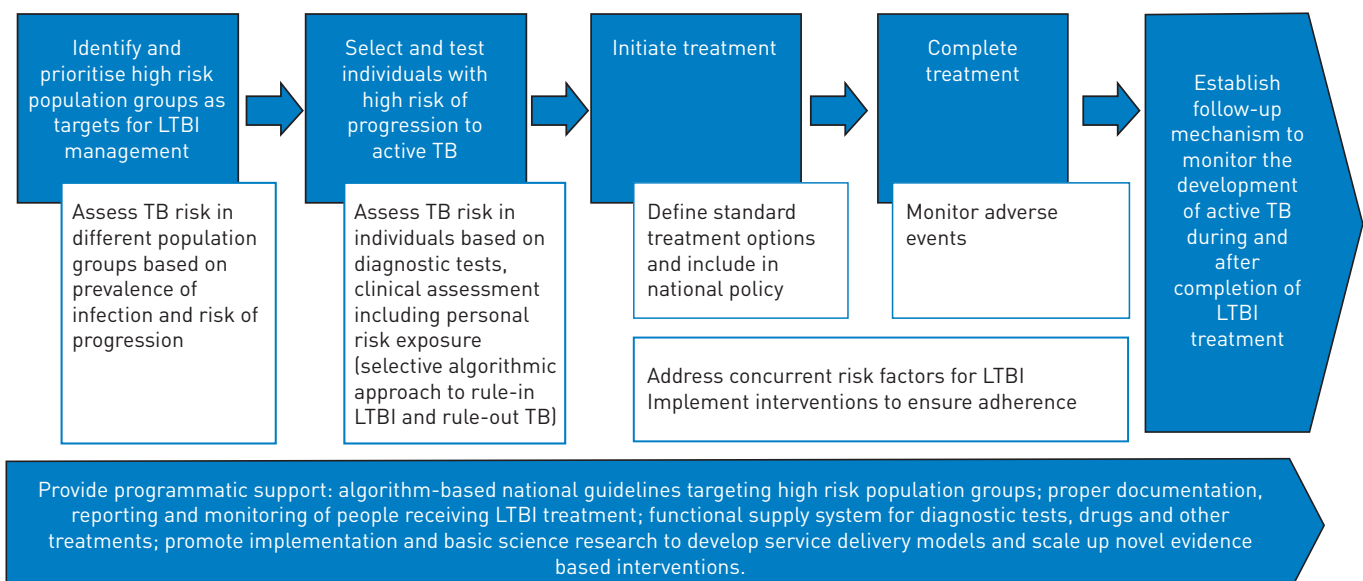 Identify and
prioritise high risk
population groups as
targets for LTBI
management
Assess TB risk in
different population
groups based on
prevalence of
infection and risk of
progression
Select and test
individuals with
high risk of
progression to
active TB
Assess TB risk in
individuals based on
diagnostic tests,
clinical assessment
including personal
risk exposure
(selective algorithmic
approach to rule-in
LTBI and rule-out TB)
Initiate treatment
Define standard
treatment options
and include in
national policy
Complete
treatment
Monitor adverse
events
Address concurrent risk factors for LTBI
Implement interventions to ensure adherence
Establish
follow-up
mechanism to
monitor the
development
of active TB
during and
after
completion of
LTBI
treatment
Provide programmatic support: algorithm-based national guidelines targeting high risk population groups; proper documentation,
reporting and monitoring of people receiving LTBI treatment; functional supply system for diagnostic tests, drugs and other
treatments; promote implementation and basic science research to develop service delivery models and scale up novel evidence
based interventions.